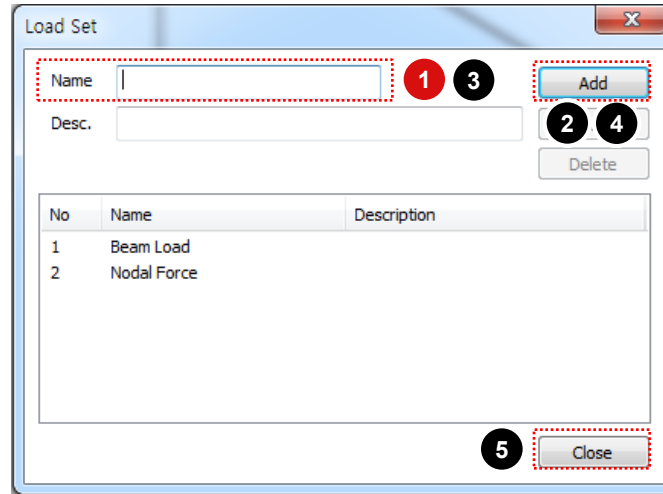 Load Set
Name 1 3 Add
Desc. 2 4
Delete
No Name Description
1 Beam Load
2 Nodal Force
5 Close